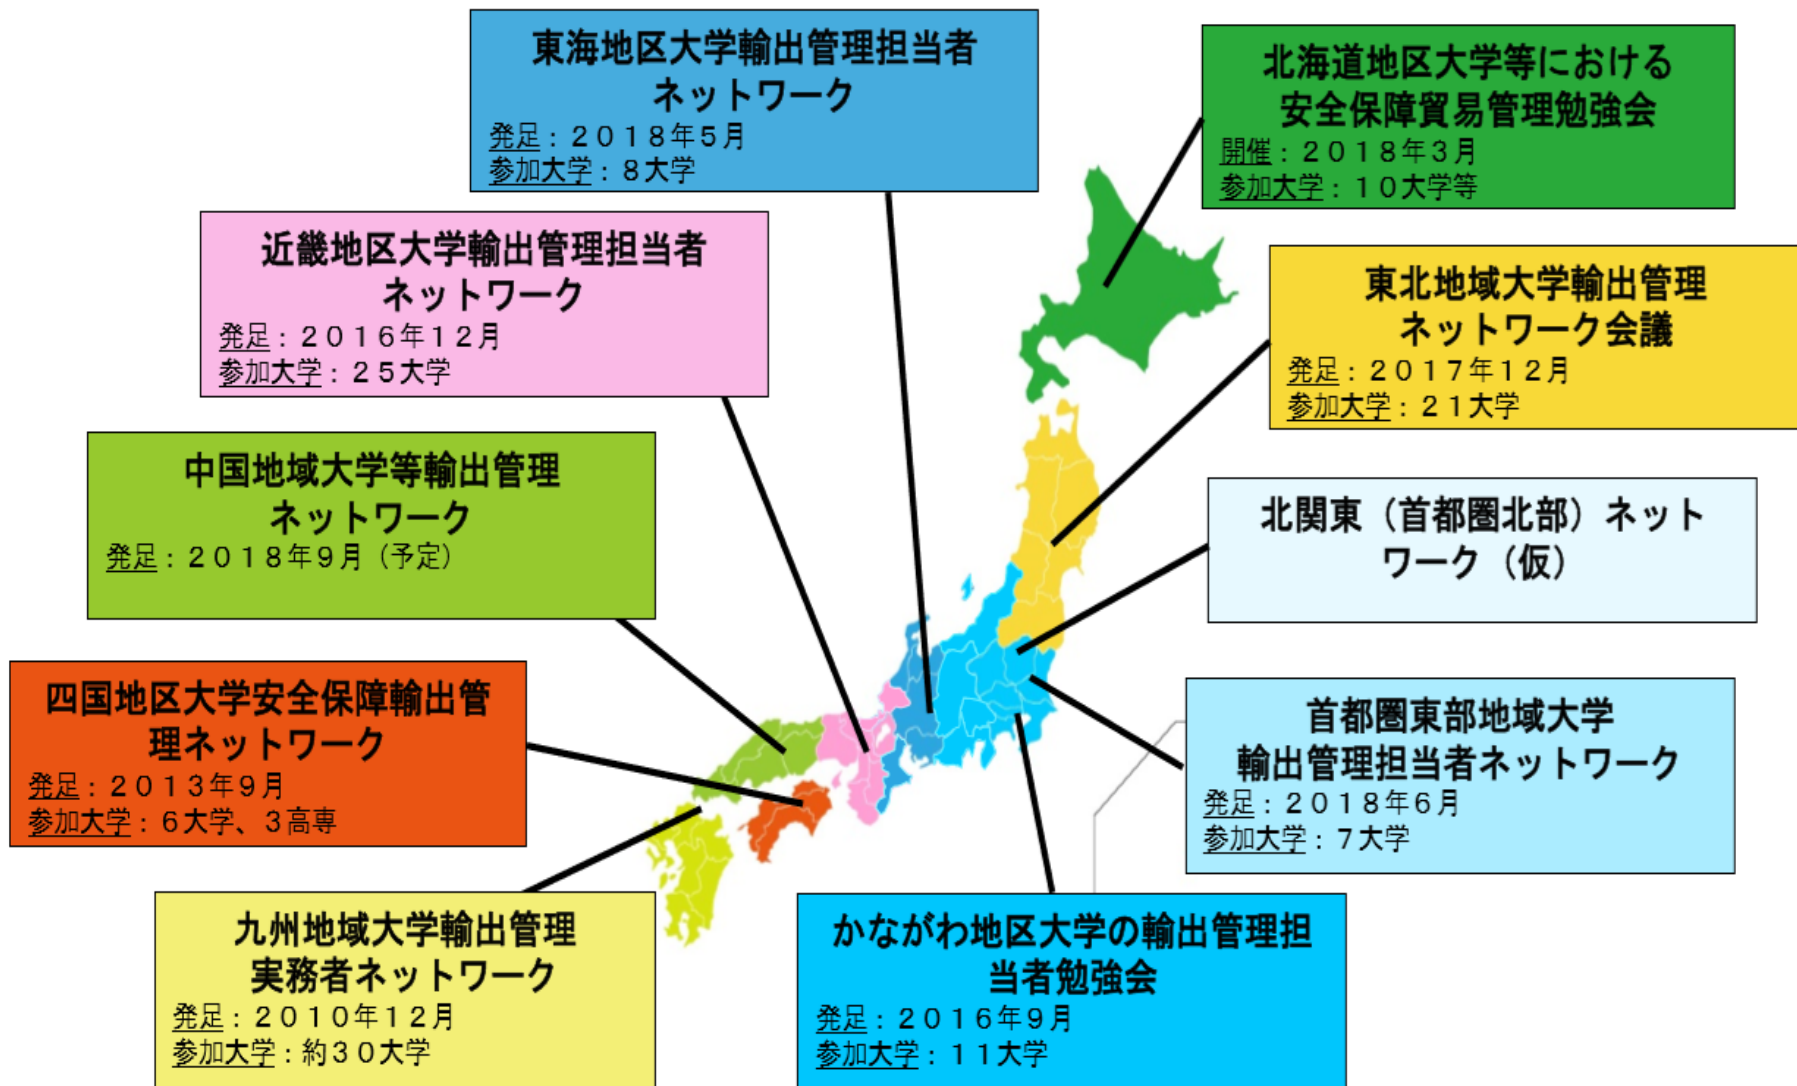 東海地区大学輸出管理担当者
ネットワーク
発足：２０１８年５月
参加大学：８大学
北海道地区大学等における
安全保障貿易管理勉強会
開催：２０１８年３月
参加大学：１０大学等
近畿地区大学輸出管理担当者
ネットワーク
発足：２０１６年１２月
参加大学：２５大学
東北地域大学輸出管理
ネットワーク会議
発足：２０１７年１２月
参加大学：２１大学
中国地域大学等輸出管理
ネットワーク
発足：２０１８年９月（予定）
北関東（首都圏北部）ネット
ワーク（仮）
四国地区大学安全保障輸出管
理ネットワーク
発足：２０１３年９月
参加大学：６大学、３高専
首都圏東部地域大学
輸出管理担当者ネットワーク
発足：２０１８年６月
参加大学：７大学
九州地域大学輸出管理
実務者ネットワーク
発足：２０１０年１２月
参加大学：約３０大学
かながわ地区大学の輸出管理担
当者勉強会
発足：２０１６年９月
参加大学：１１大学